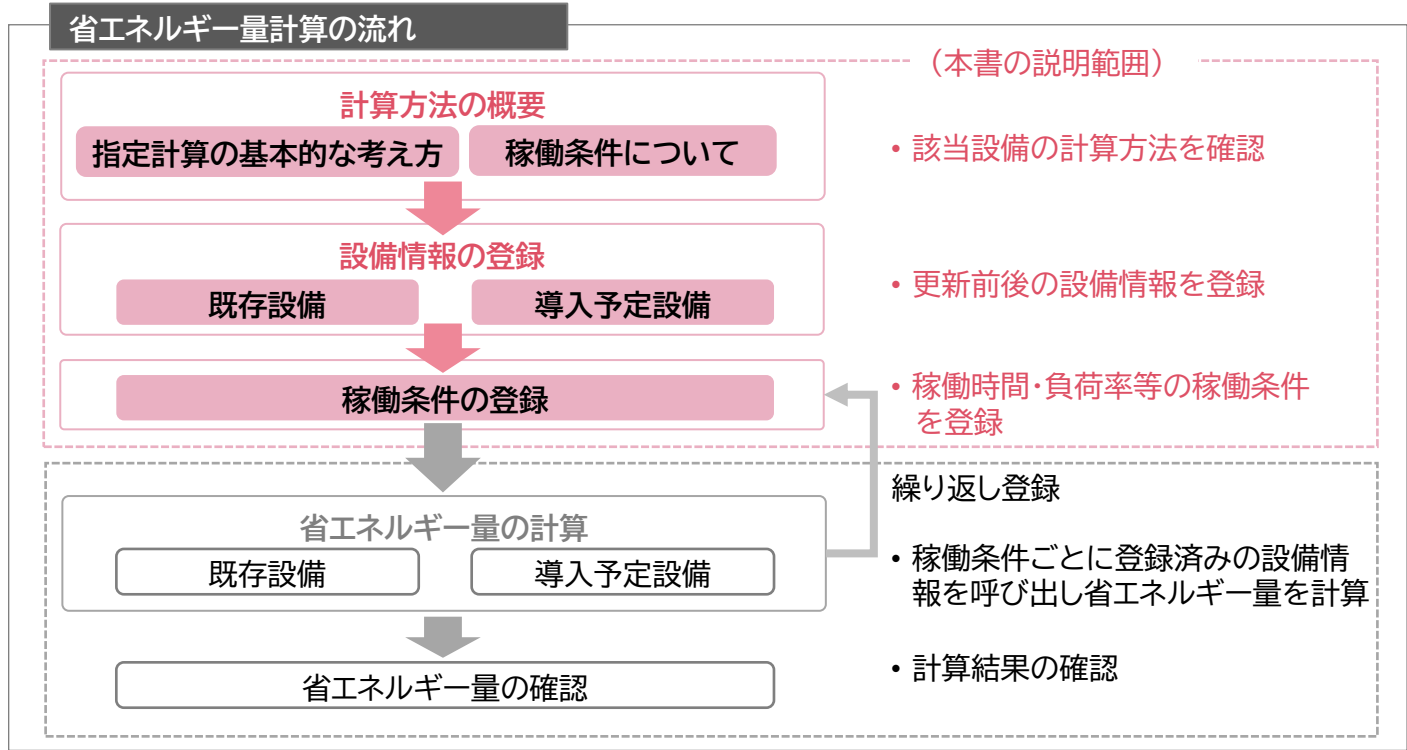 省エネルギー量計算の流れ
（本書の説明範囲）
計算方法の概要
指定計算の基本的な考え方
稼働条件について
• 該当設備の計算方法を確認
設備情報の登録
既存設備
導入予定設備
• 更新前後の設備情報を登録
稼働条件の登録
• 稼働時間・負荷率等の稼働条件
を登録
繰り返し登録
省エネルギー量の計算
既存設備
導入予定設備
• 稼働条件ごとに登録済みの設備情
報を呼び出し省エネルギー量を計算
省エネルギー量の確認
• 計算結果の確認